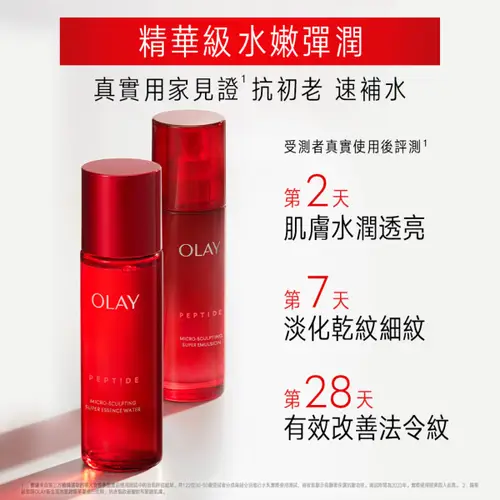 精華級水嫩彈潤
真實用家見證¹抗初老 速補水
受測者真實使用後評測¹
第2天
肌膚水潤透亮
第7天
淡化乾紋細紋
第28天
有效改善法令紋
OLAY
PEPTIDE
MICRO-SCULPTING
SUPER EMULSION
OLAY
PEPTIDE
MICRO-SCULPTING
SUPER ESSENCE WATER